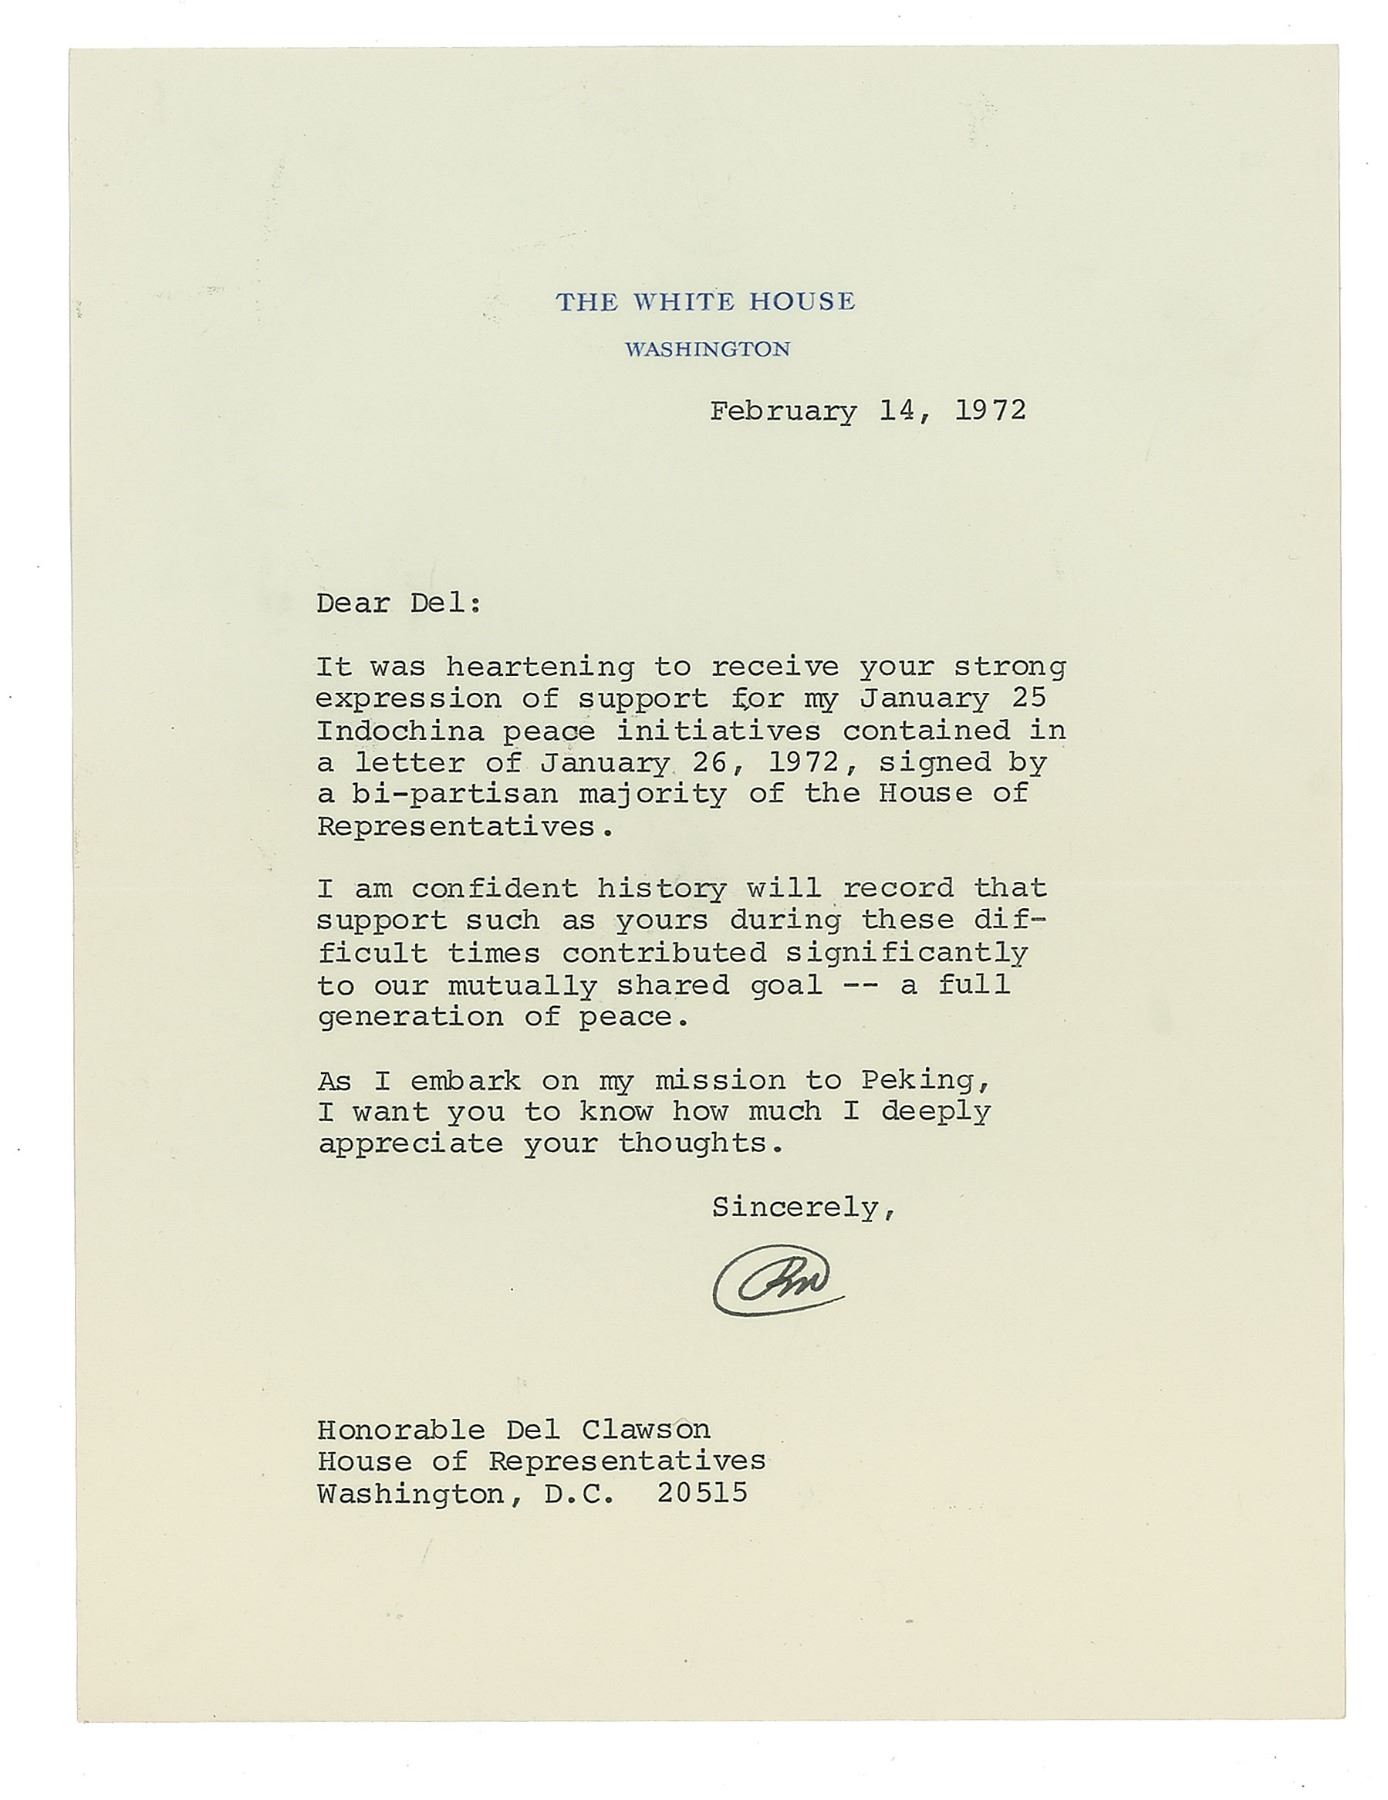 THE WHITE HOUSE
WASHINGTON
February 14, 1972
Dear Del:
It was heartening to receive your strong
expression of support for my January 25
Indochina peace initiatives contained in
a letter of January 26, 1972, signed by
a bi-partisan majority of the House of
Representatives.
I am confident history will record that
support such as yours during these dif-
ficult times contributed significantly
to our mutually shared goal -- a full
generation of peace.
As I embark on my mission to Peking,
I want you to know how much I deeply
appreciate your thoughts.
Sincerely,
RN
Honorable Del Clawson
House of Representatives
Washington, D.C. 20515